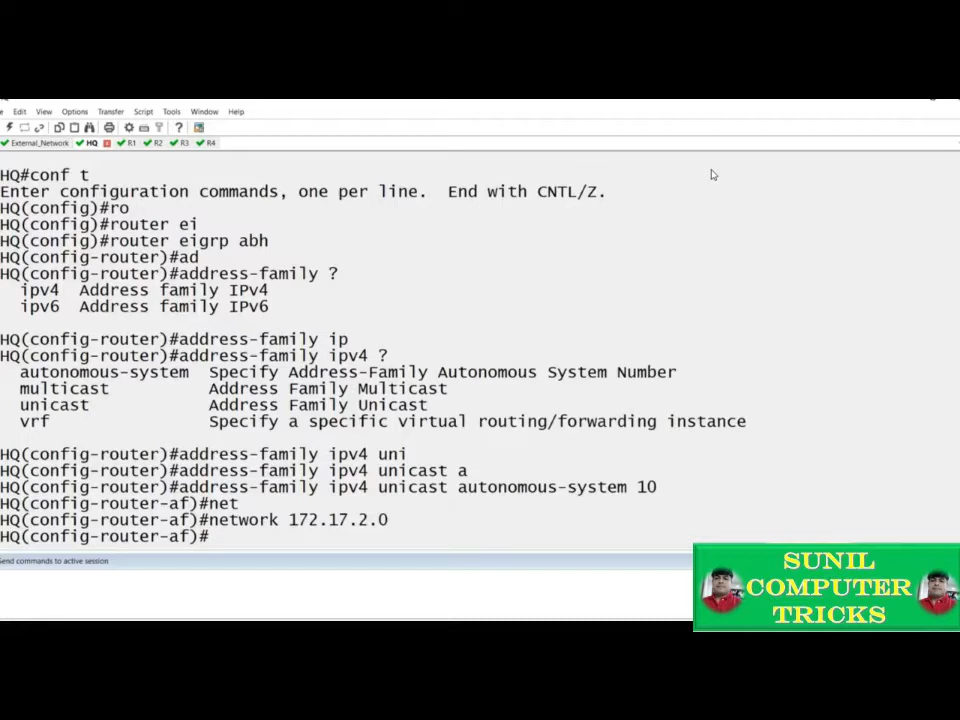 Edit View Options Transfer Script Tools Window Help
External_Network HQ R1 R2 R3 R4
HQ#conf t
Enter configuration commands, one per line.  End with CNTL/Z.
HQ(config)#ro
HQ(config)#router ei
HQ(config)#router eigrp abh
HQ(config-router)#ad
HQ(config-router)#address-family ?
ipv4  Address family IPv4
ipv6  Address family IPv6
HQ(config-router)#address-family ip
HQ(config-router)#address-family ipv4 ?
autonomous-system  Specify Address-Family Autonomous System Number
multicast          Address Family Multicast
unicast            Address Family Unicast
vrf                Specify a specific virtual routing/forwarding instance
HQ(config-router)#address-family ipv4 uni
HQ(config-router)#address-family ipv4 unicast a
HQ(config-router)#address-family ipv4 unicast autonomous-system 10
HQ(config-router-af)#net
HQ(config-router-af)#network 172.17.2.0
HQ(config-router-af)#
commands to active session
SUNIL
COMPUTER
TRICKS